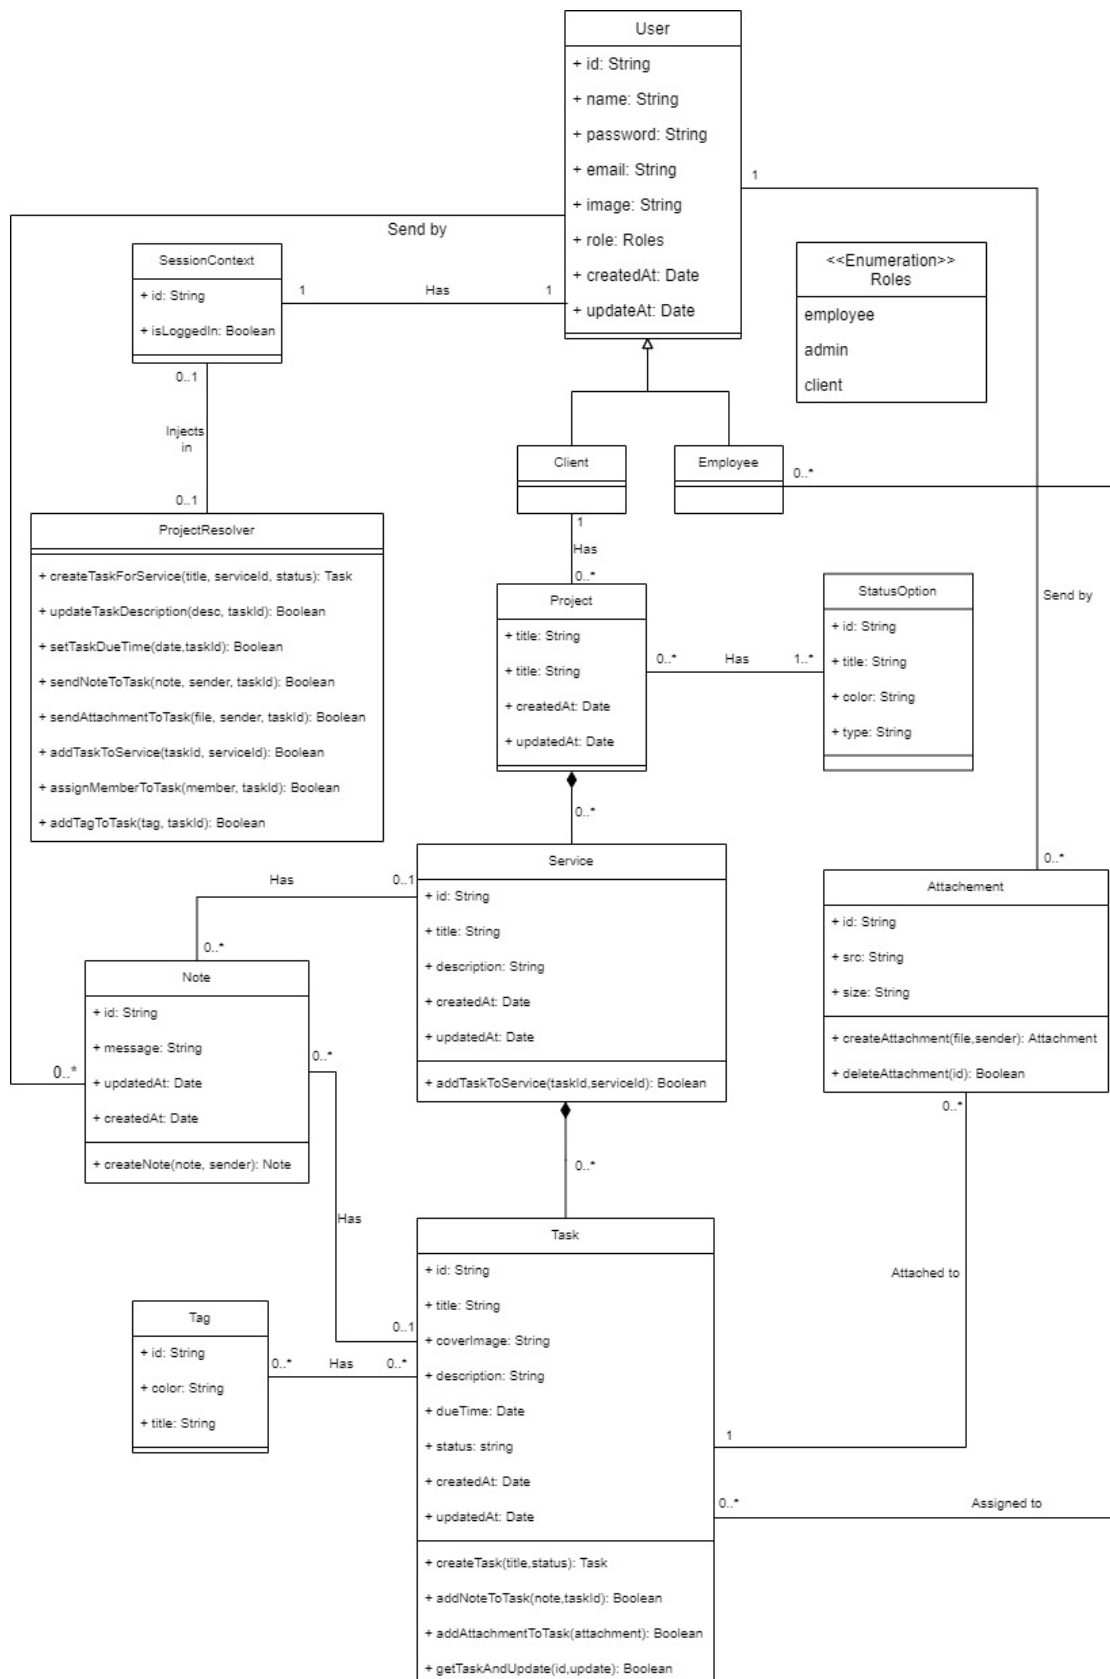 User
+ id: String
+ name: String
+ password: String
+ email: String
+ image: String
+ role: Roles
+ createdAt: Date
+ updateAt: Date
1
Send by
<<Enumeration>>
Roles
employee
admin
client
SessionContext
+ id: String
+ isLoggedIn: Boolean
1
Has
1
0..1
Injects
in
0..1
Client
Employee
0..*
1
Has
0..*
ProjectResolver
+ createTaskForService(title, serviceId, status): Task
+ updateTaskDescription(desc, taskId): Boolean
+ setTaskDueTime(date,taskId): Boolean
+ sendNoteToTask(note, sender, taskId): Boolean
+ sendAttachmentToTask(file, sender, taskId): Boolean
+ addTaskToService(taskId, serviceId): Boolean
+ assignMemberToTask(member, taskId): Boolean
+ addTagToTask(tag, taskId): Boolean
Project
+ title: String
+ title: String
+ createdAt: Date
+ updatedAt: Date
0..*
Has
1..*
StatusOption
+ id: String
+ title: String
+ color: String
+ type: String
Send by
0..*
0..*
Service
+ id: String
+ title: String
+ description: String
+ createdAt: Date
+ updatedAt: Date
+ addTaskToService(taskId,serviceId): Boolean
Has
0..1
0..*
Attachement
+ id: String
+ src: String
+ size: String
+ createAttachment(file,sender): Attachment
+ deleteAttachment(id): Boolean
0..*
Note
+ id: String
+ message: String
+ updatedAt: Date
+ createdAt: Date
+ createNote(note, sender): Note
0..*
0..*
0..*
Has
0..1
Task
+ id: String
+ title: String
+ coverImage: String
+ description: String
+ dueTime: Date
+ status: string
+ createdAt: Date
+ updatedAt: Date
+ createTask(title,status): Task
+ addNoteToTask(note,taskId): Boolean
+ addAttachmentToTask(attachment): Boolean
+ getTaskAndUpdate(id,update): Boolean
Attached to
Tag
+ id: String
+ color: String
+ title: String
0..*
Has
0..*
1
0..*
Assigned to